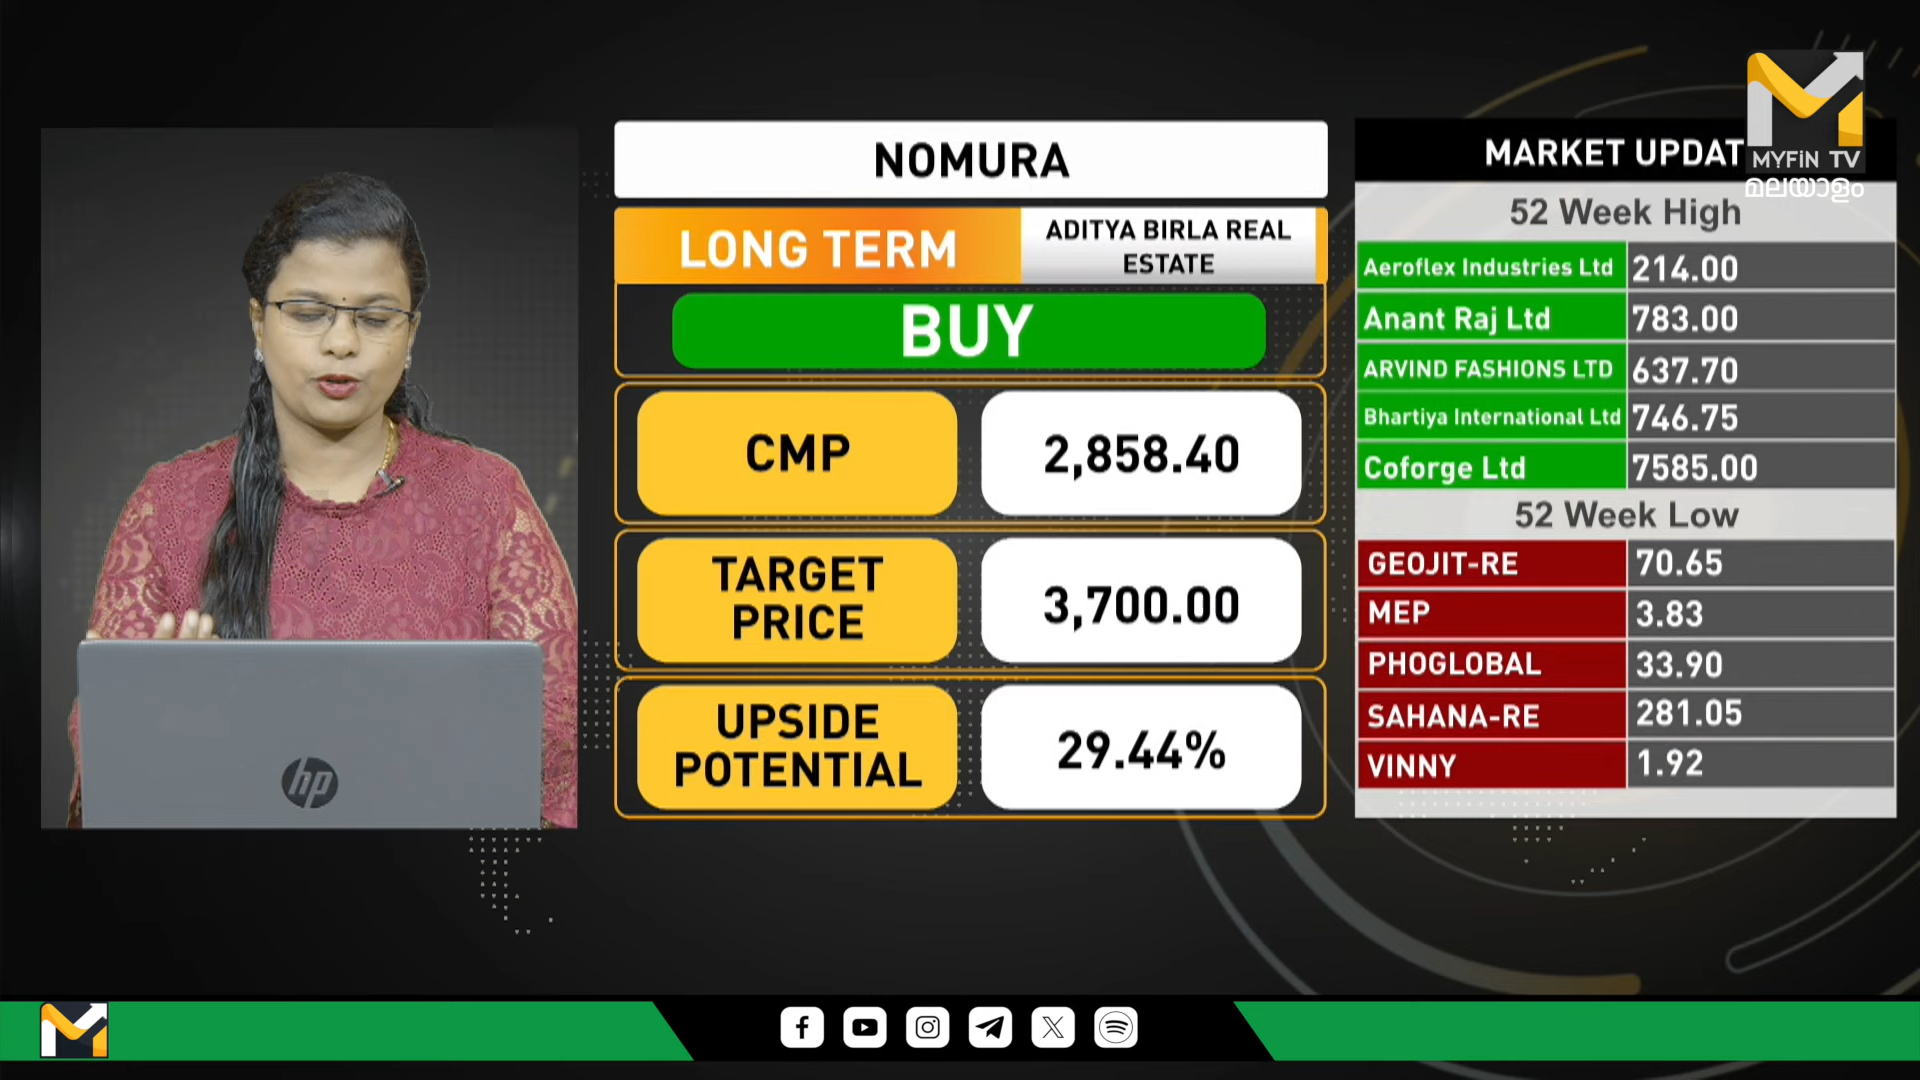 NOMURA
LONG TERM
ADITYA BIRLA REAL
ESTATE
BUY
CMP
2,858.40
TARGET
PRICE
3,700.00
UPSIDE
POTENTIAL
29.44%
MARKET UPDAT
MYFiN TV
മലയാളം
52 Week High
Aeroflex Industries Ltd 214.00
Anant Raj Ltd 783.00
ARVIND FASHIONS LTD 637.70
Bhartiya International Ltd 746.75
Coforge Ltd 7585.00
52 Week Low
GEOJIT-RE 70.65
MEP 3.83
PHOGLOBAL 33.90
SAHANA-RE 281.05
VINNY 1.92
hp